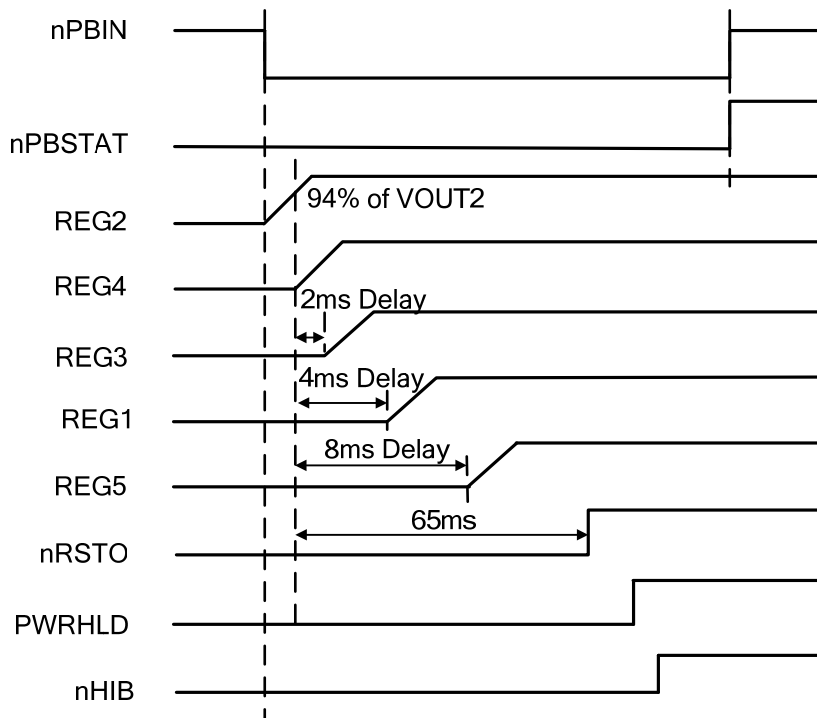 nPBIN
nPBSTAT
94% of VOUT2
REG2
REG4
2ms Delay
REG3
4ms Delay
REG1
8ms Delay
REG5
65ms
nRSTO
PWRHLD
nHIB